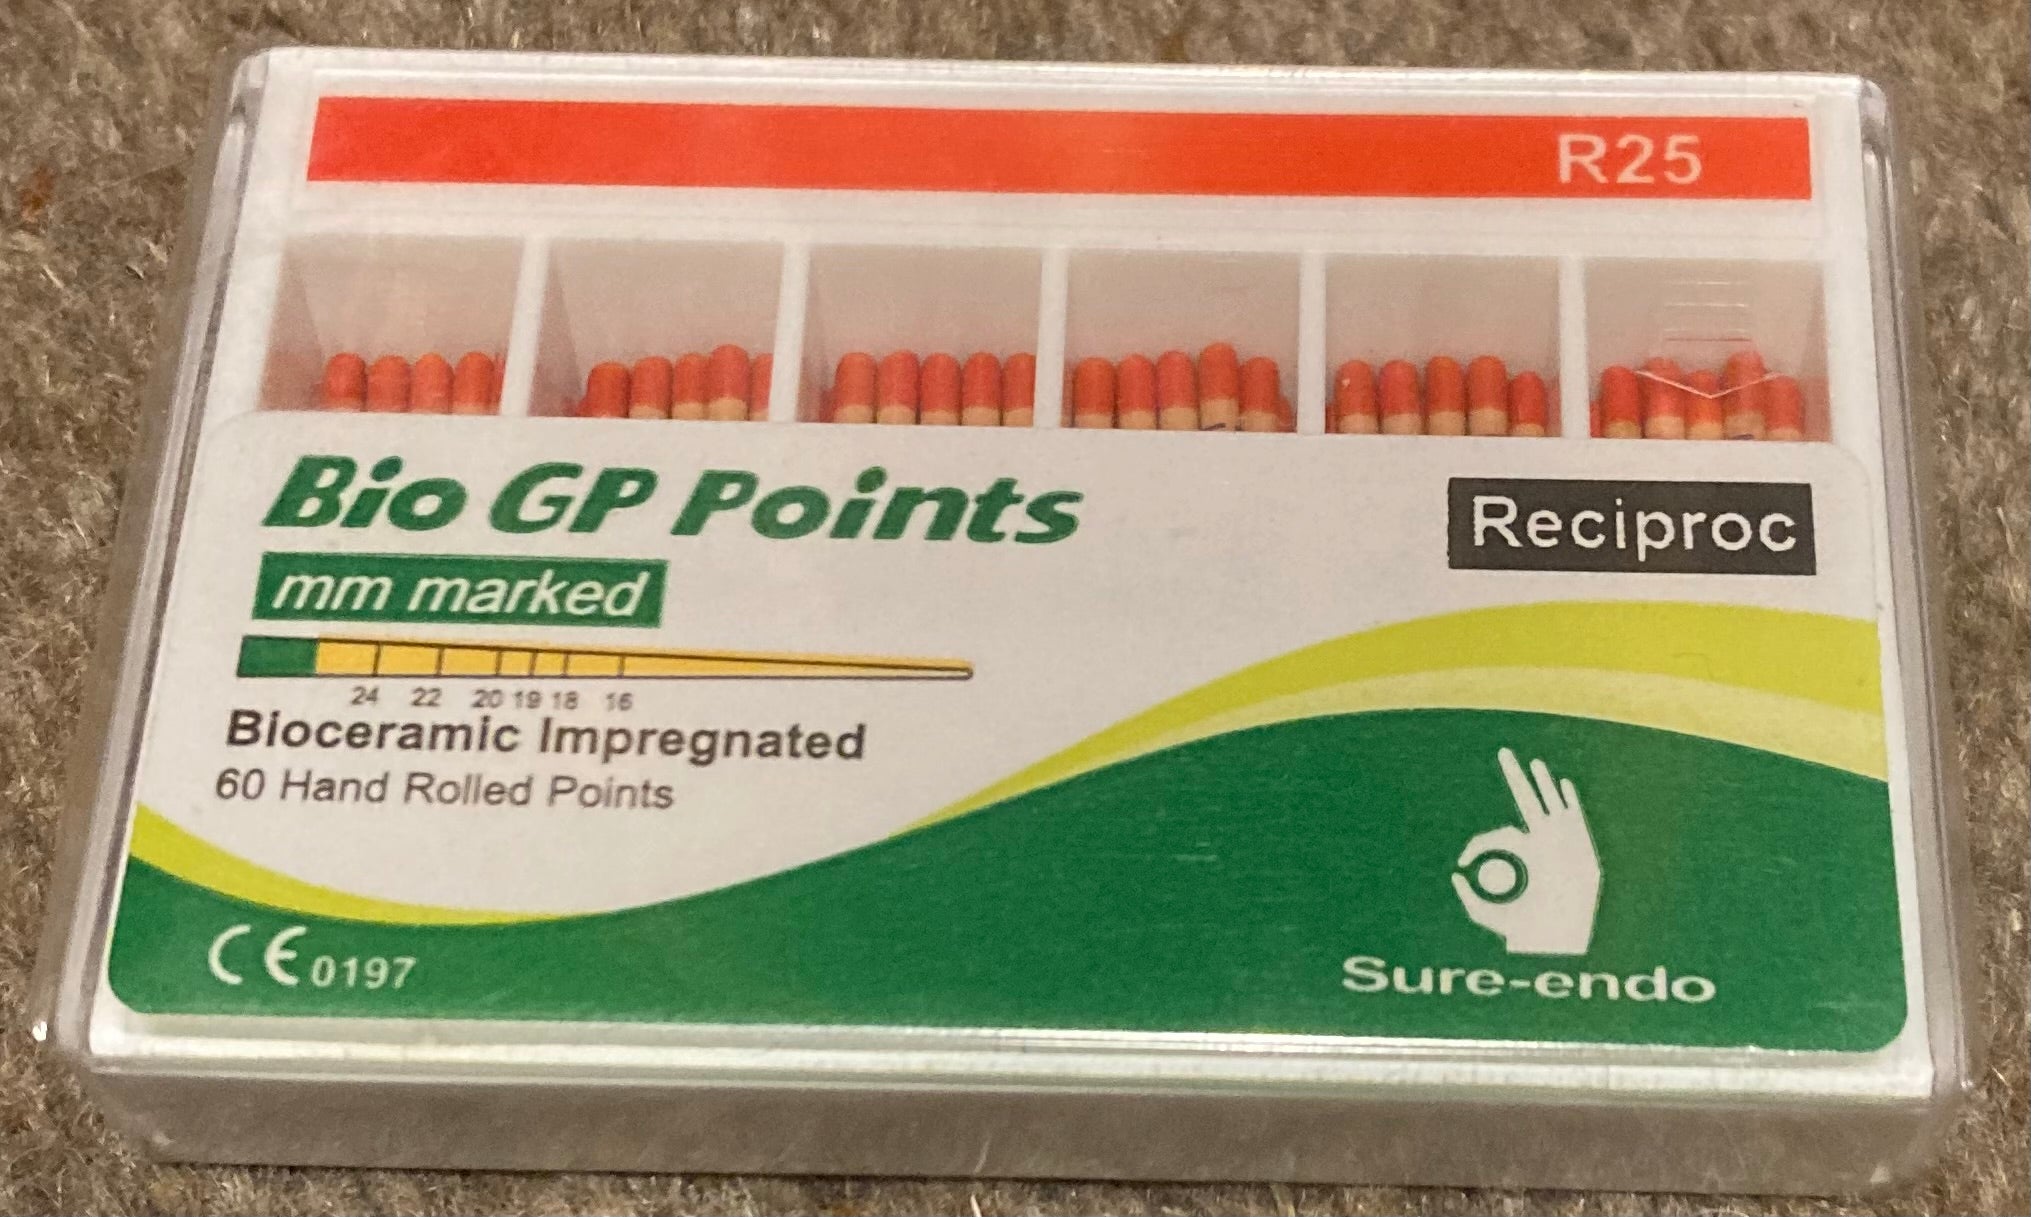 R25
Bio GP Points
Reciproc
mm marked
24 22 20 19 18 16
Bioceramic Impregnated
60 Hand Rolled Points
CE 0197
Sure-endo